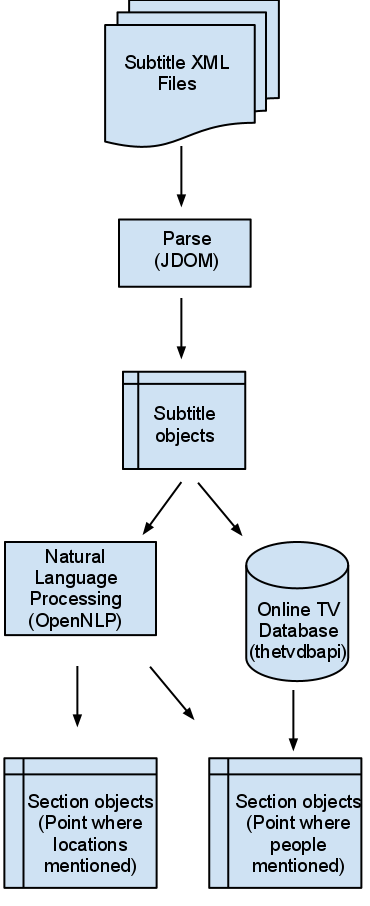 Subtitle XML
Files
Parse
(JDOM)
Subtitle
objects
Natural
Language
Processing
(OpenNLP)
Online TV
Database
(thetvdbapi)
Section objects
(Point where
locations
mentioned)
Section objects
(Point where
people
mentioned)